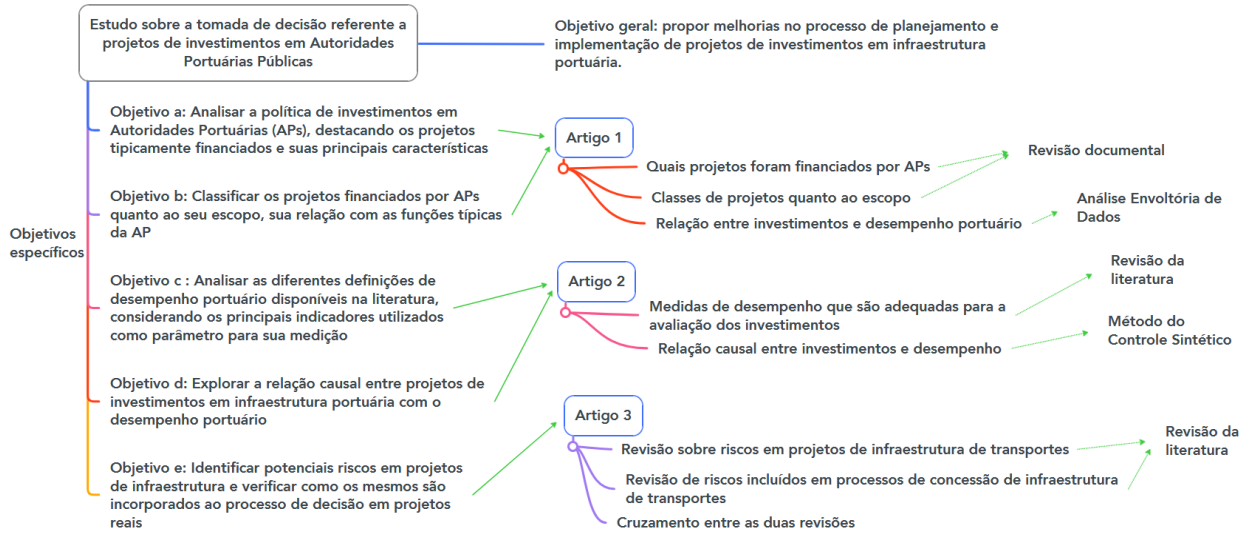 Estudo sobre a tomada de decisão referente a
projetos de investimentos em Autoridades
Portuárias Públicas
Objetivo geral: propor melhorias no processo de planejamento e
implementação de projetos de investimentos em infraestrutura
portuária.
Objetivos
específicos
Objetivo a: Analisar a política de investimentos em
Autoridades Portuárias (APs), destacando os projetos
tipicamente financiados e suas principais características
Objetivo b: Classificar os projetos financiados por APs
quanto ao seu escopo, sua relação com as funções típicas
da AP
Objetivo c : Analisar as diferentes definições de
desempenho portuário disponíveis na literatura,
considerando os principais indicadores utilizados
como parâmetro para sua medição
Objetivo d: Explorar a relação causal entre projetos de
investimentos em infraestrutura portuária com o
desempenho portuário
Objetivo e: Identificar potenciais riscos em projetos
de infraestrutura e verificar como os mesmos são
incorporados ao processo de decisão em projetos
reais
Artigo 1
Quais projetos foram financiados por APs
Classes de projetos quanto ao escopo
Relação entre investimentos e desempenho portuário
Revisão documental
Análise Envoltória de
Dados
Artigo 2
Medidas de desempenho que são adequadas para a
avaliação dos investimentos
Relação causal entre investimentos e desempenho
Revisão da
literatura
Método do
Controle Sintético
Artigo 3
Revisão sobre riscos em projetos de infraestrutura de transportes
Revisão de riscos incluídos em processos de concessão de infraestrutura
de transportes
Cruzamento entre as duas revisões
Revisão da
literatura